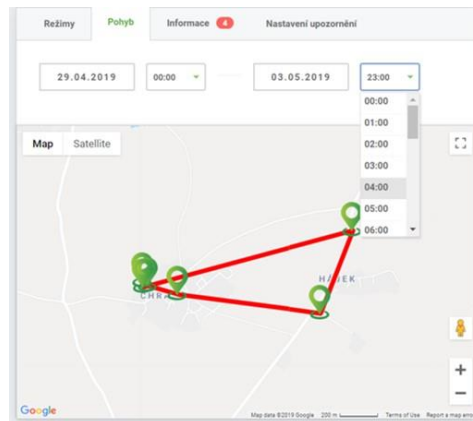 Režimy Pohyb Informace 4 Nastavení upozornění
29.04.2019 00:00 03.05.2019 23:00
00:00
01:00
02:00
03:00
04:00
05:00
06:00
Map Satellite
HÁJEK
Google Map data ©2019 Google 200 m Terms of Use Report a map